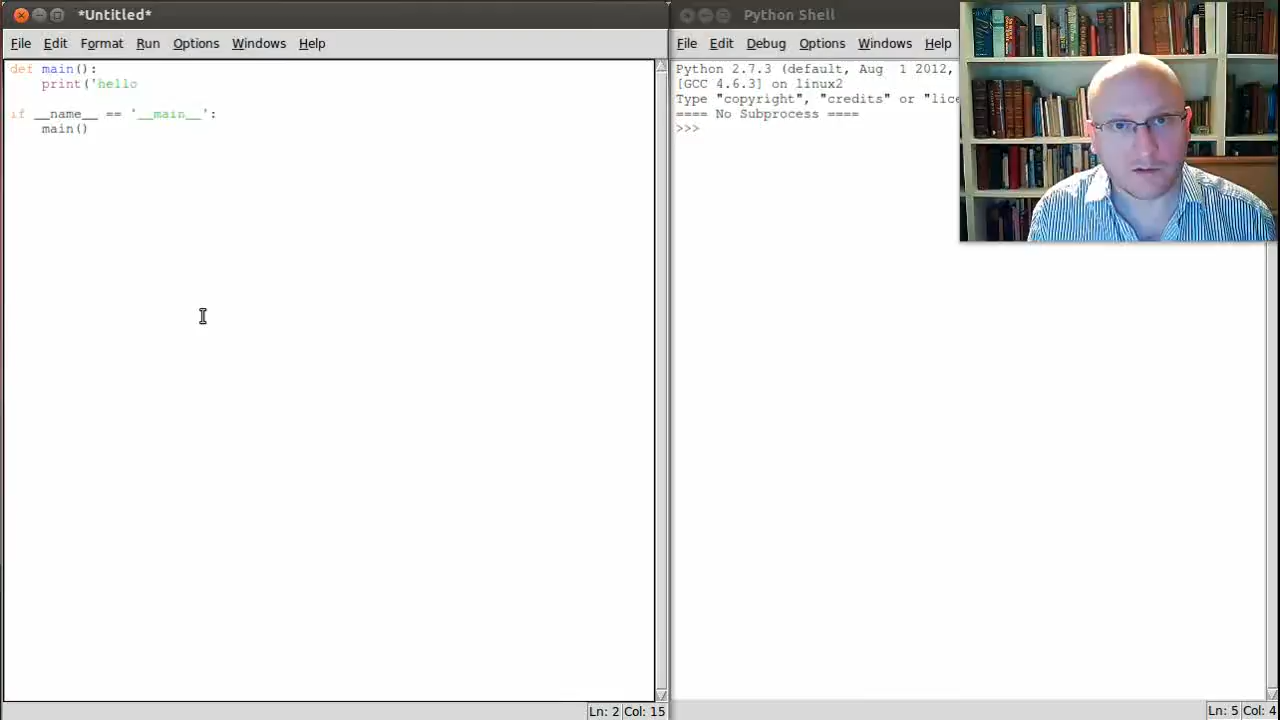 *Untitled*
File Edit Format Run Options Windows Help
def main():
    print('hello

if __name__ == '__main__':
    main()
Ln: 2 Col: 15
Python Shell
File Edit Debug Options Windows Help
Python 2.7.3 (default, Aug  1 2012,
[GCC 4.6.3] on linux2
Type "copyright", "credits" or "lice
==== No Subprocess ====
>>>
Ln: 5 Col: 4